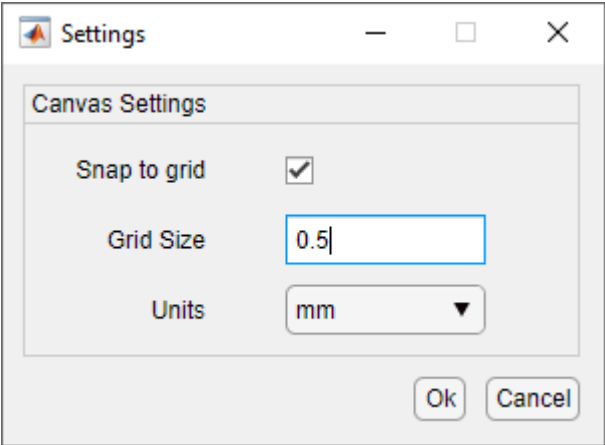 Settings
Canvas Settings
Snap to grid
Grid Size 0.5
Units mm
Ok Cancel